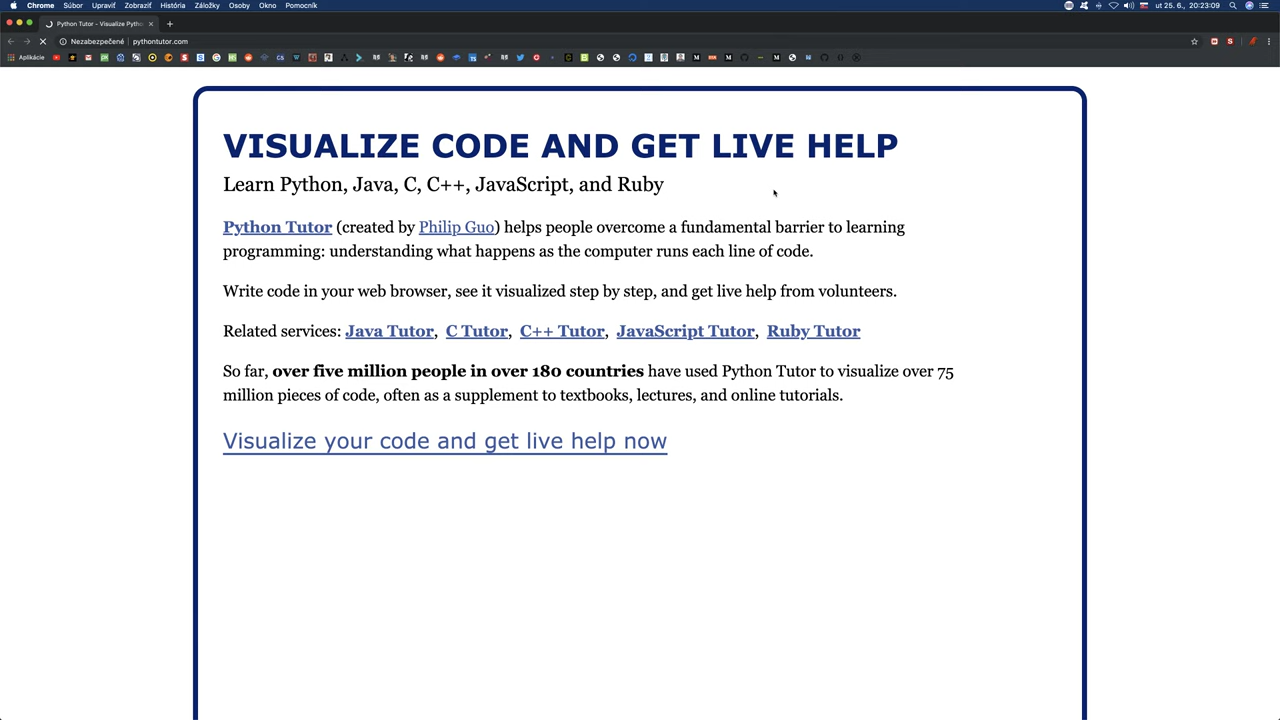 Chrome Súbor Upraviť Zobraziť História Záložky Osoby Okno Pomocník ut 25. 6., 20:23:09
Python Tutor - Visualize Pytho
Nezabezpečené pythontutor.com
Aplikácie
VISUALIZE CODE AND GET LIVE HELP
Learn Python, Java, C, C++, JavaScript, and Ruby
Python Tutor (created by Philip Guo) helps people overcome a fundamental barrier to learning
programming: understanding what happens as the computer runs each line of code.
Write code in your web browser, see it visualized step by step, and get live help from volunteers.
Related services: Java Tutor, C Tutor, C++ Tutor, JavaScript Tutor, Ruby Tutor
So far, over five million people in over 180 countries have used Python Tutor to visualize over 75
million pieces of code, often as a supplement to textbooks, lectures, and online tutorials.
Visualize your code and get live help now